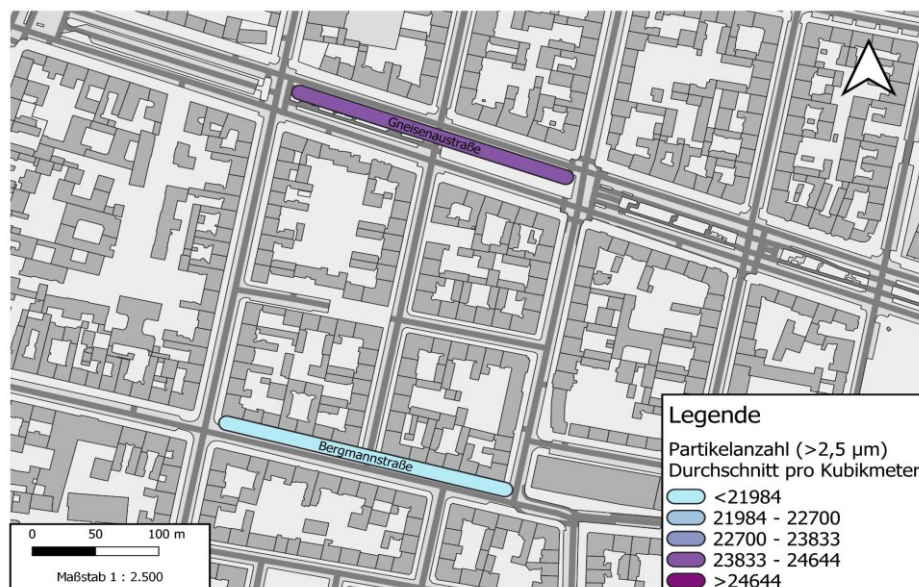 Gneisenaustraße
Bergmannstraße
Legende
Partikelanzahl (>2,5 µm)
Durchschnitt pro Kubikmeter
<21984
21984 - 22700
22700 - 23833
23833 - 24644
>24644
0 50 100 m
Maßstab 1 : 2.500